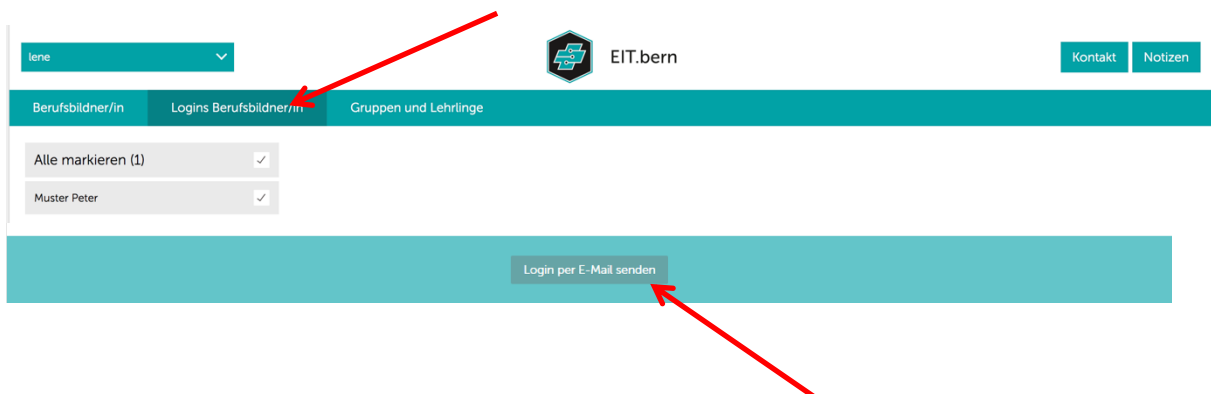 lene
EIT.bern
Kontakt Notizen
Berufsbildner/in Logins Berufsbildner/in Gruppen und Lehrlinge
Alle markieren (1)
Muster Peter
Login per E-Mail senden